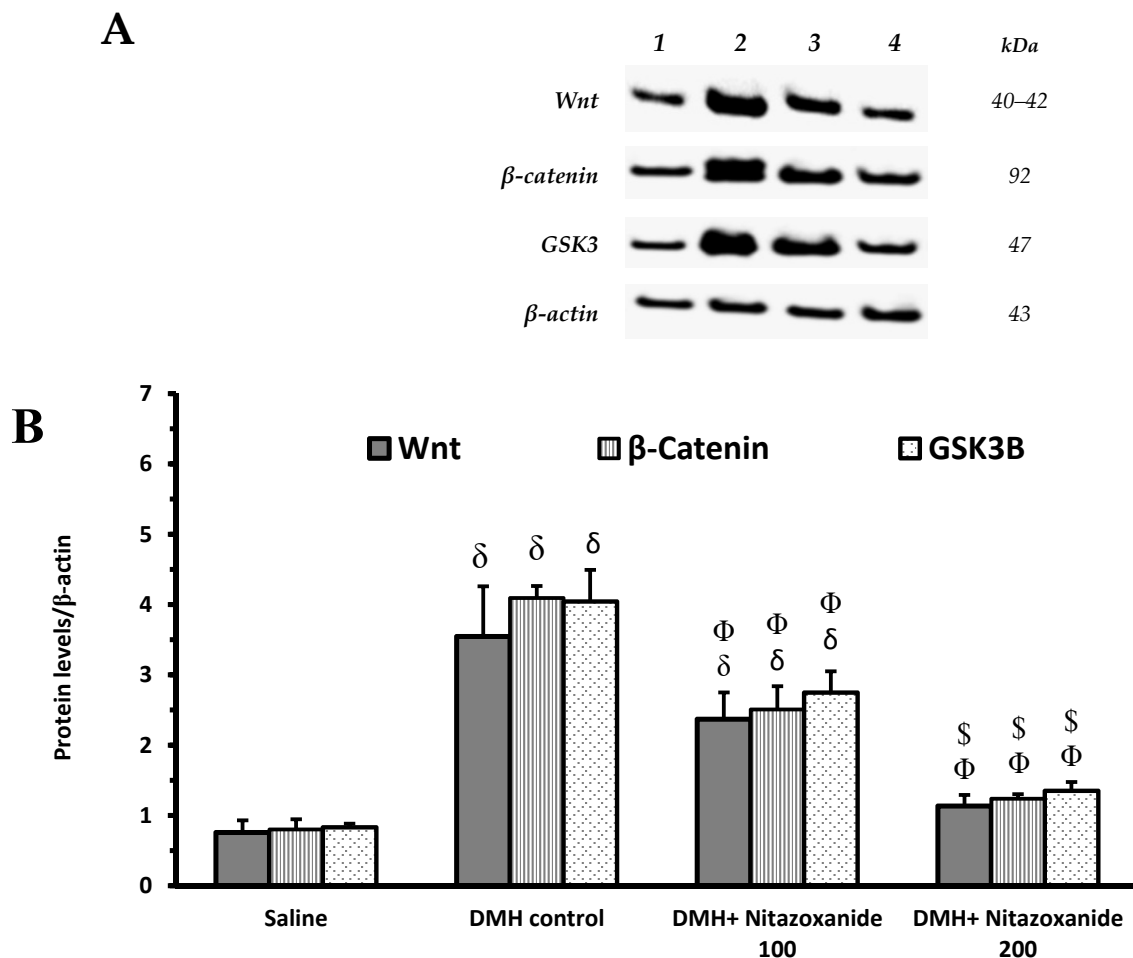 A
1 2 3 4 kDa
Wnt 40–42
β-catenin 92
GSK3 47
β-actin 43
B
7
6
5
4
3
2
1
0
Protein levels/β-actin
Wnt β-Catenin GSK3B
δ δ δ
Φ Φ Φ
δ δ δ
$ $ $
Φ Φ Φ
Saline DMH control DMH+ Nitazoxanide DMH+ Nitazoxanide
100 200